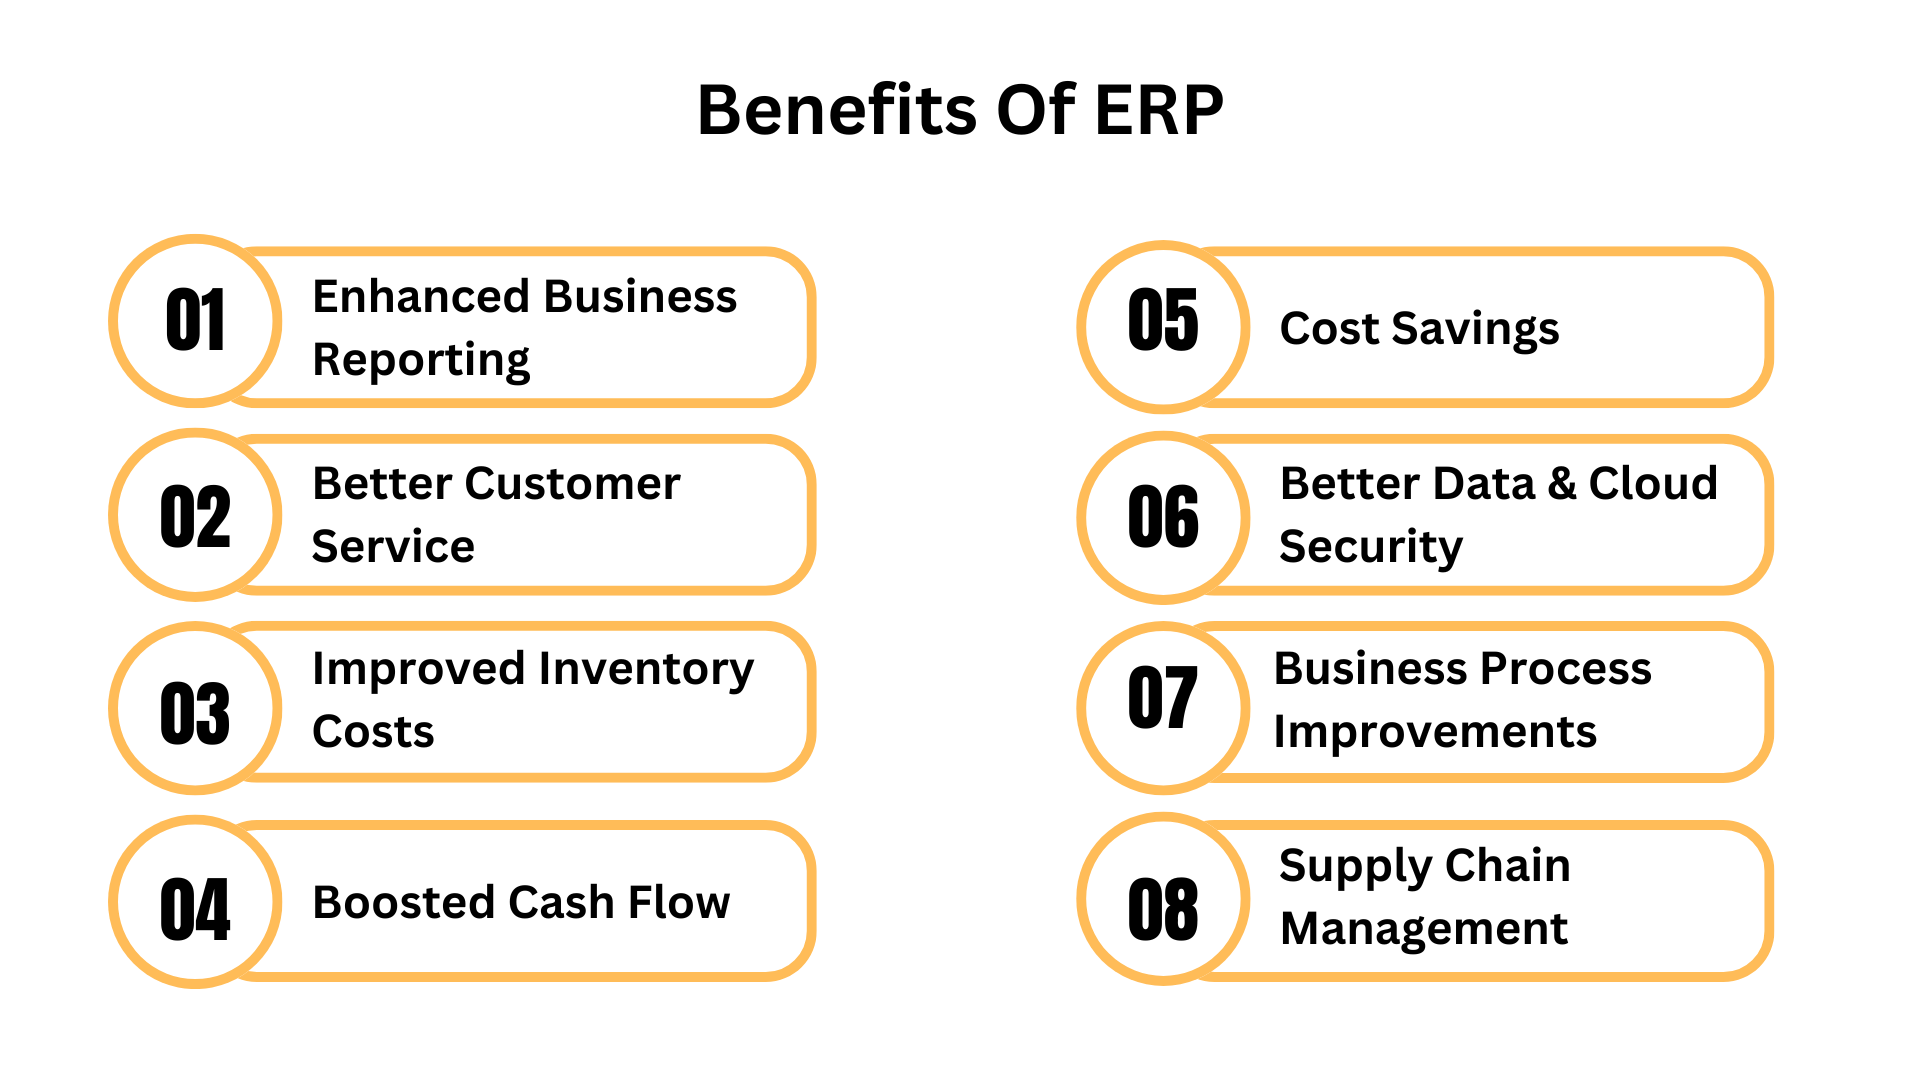 Benefits Of ERP
01
Enhanced Business
Reporting
02
Better Customer
Service
03
Improved Inventory
Costs
04
Boosted Cash Flow
05
Cost Savings
06
Better Data & Cloud
Security
07
Business Process
Improvements
08
Supply Chain
Management